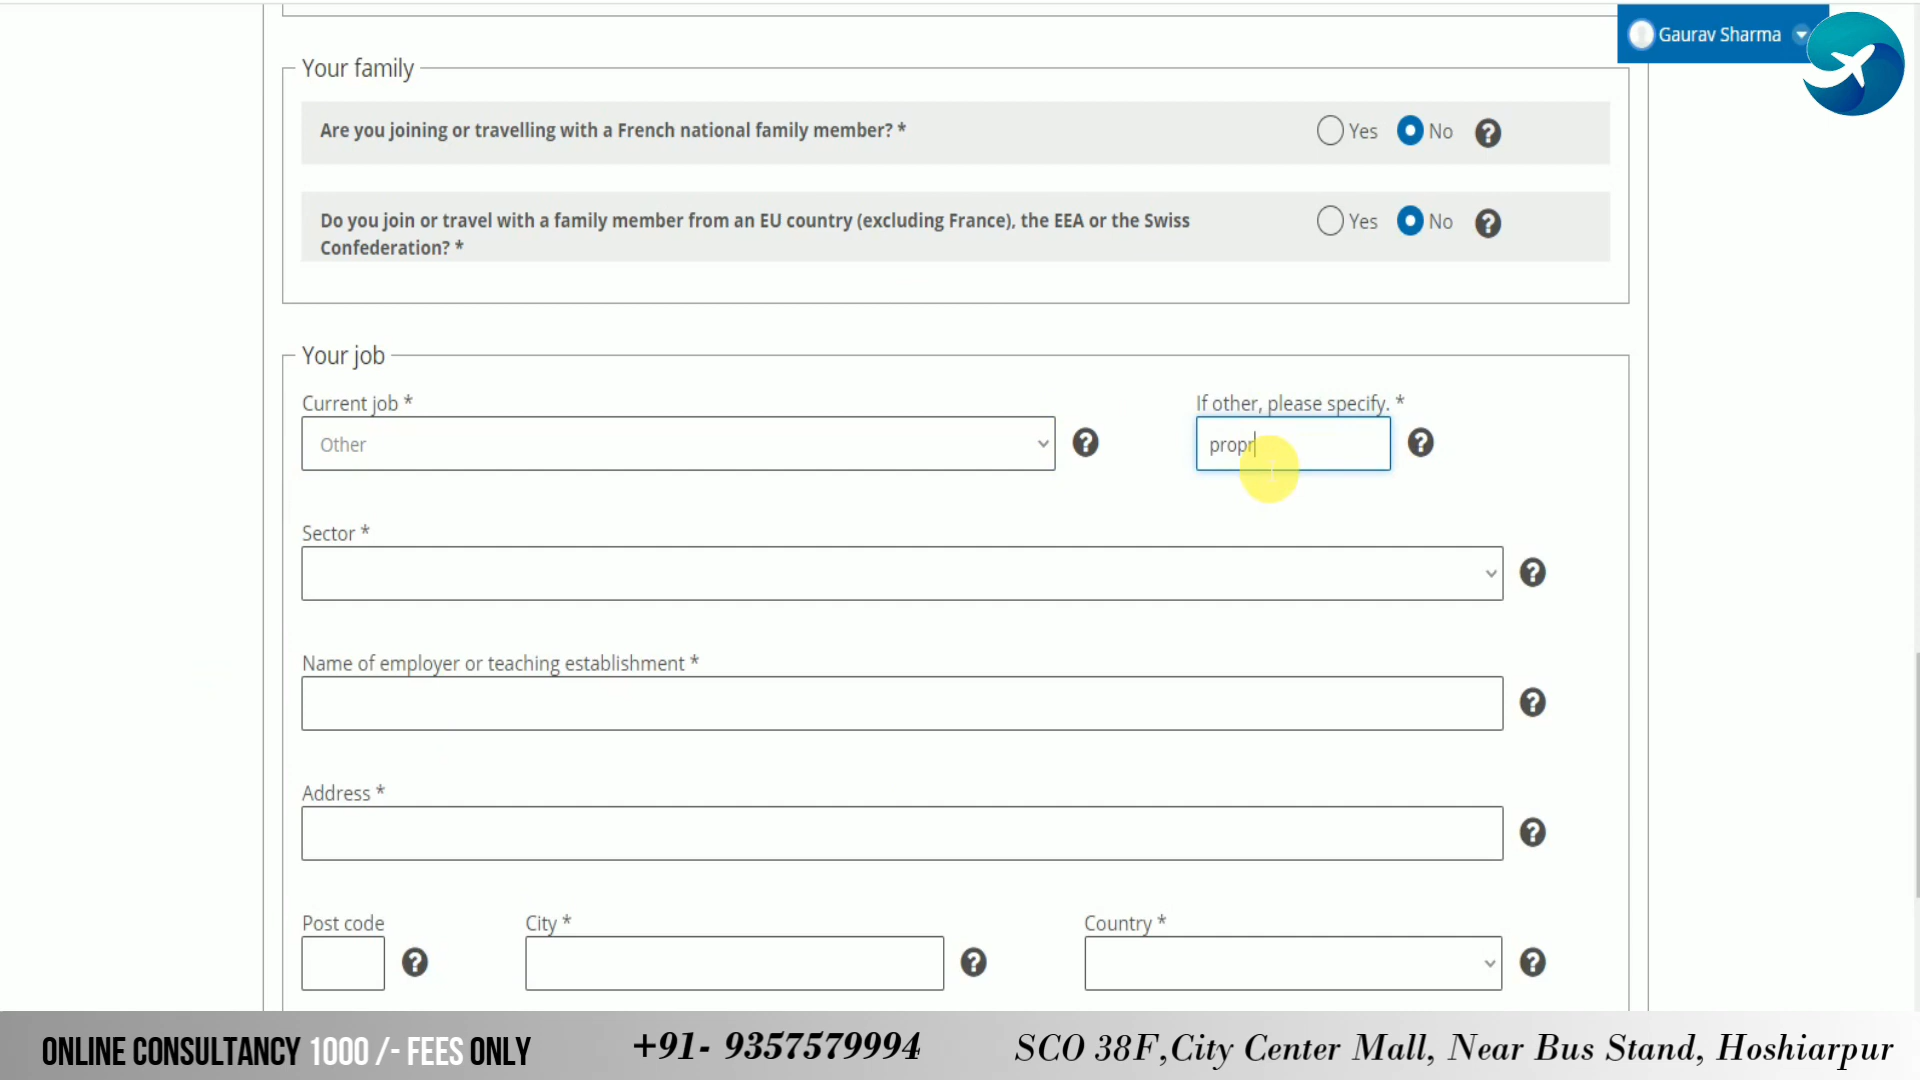 Gaurav Sharma
Your family
Are you joining or travelling with a French national family member? *
Yes
No
?
Do you join or travel with a family member from an EU country (excluding France), the EEA or the Swiss
Confederation? *
Yes
No
?
Your job
Current job *
If other, please specify. *
Other
?
propr
?
Sector *
?
Name of employer or teaching establishment *
?
Address *
?
Post code
City *
Country *
?
?
?
ONLINE CONSULTANCY 1000 /- FEES ONLY
+91- 9357579994
SCO 38F,City Center Mall, Near Bus Stand, Hoshiarpur